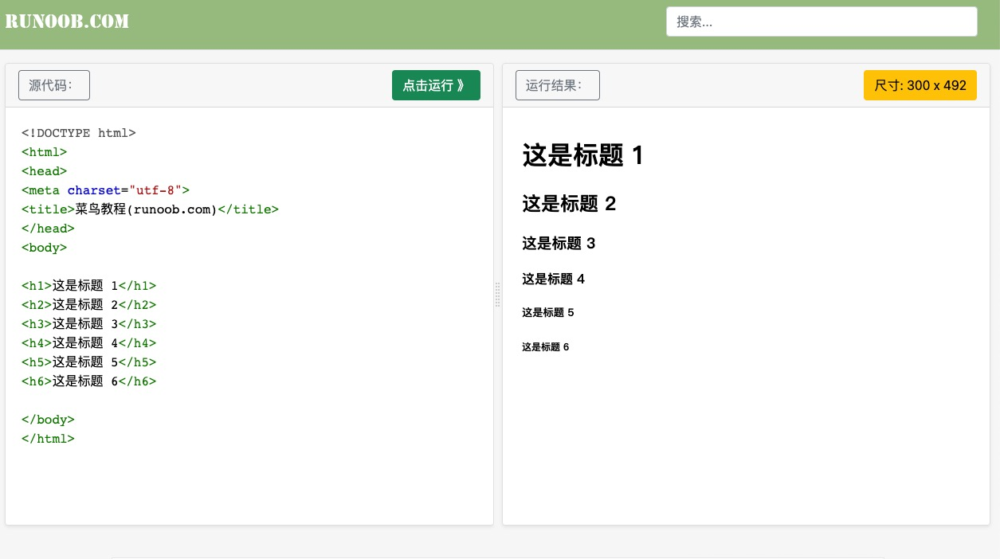 RUNOOB.COM
搜索...
源代码：
点击运行 》
<!DOCTYPE html>
<html>
<head>
<meta charset="utf-8">
<title>菜鸟教程(runoob.com)</title>
</head>
<body>
<h1>这是标题 1</h1>
<h2>这是标题 2</h2>
<h3>这是标题 3</h3>
<h4>这是标题 4</h4>
<h5>这是标题 5</h5>
<h6>这是标题 6</h6>
</body>
</html>
运行结果：
尺寸: 300 x 492
这是标题 1
这是标题 2
这是标题 3
这是标题 4
这是标题 5
这是标题 6